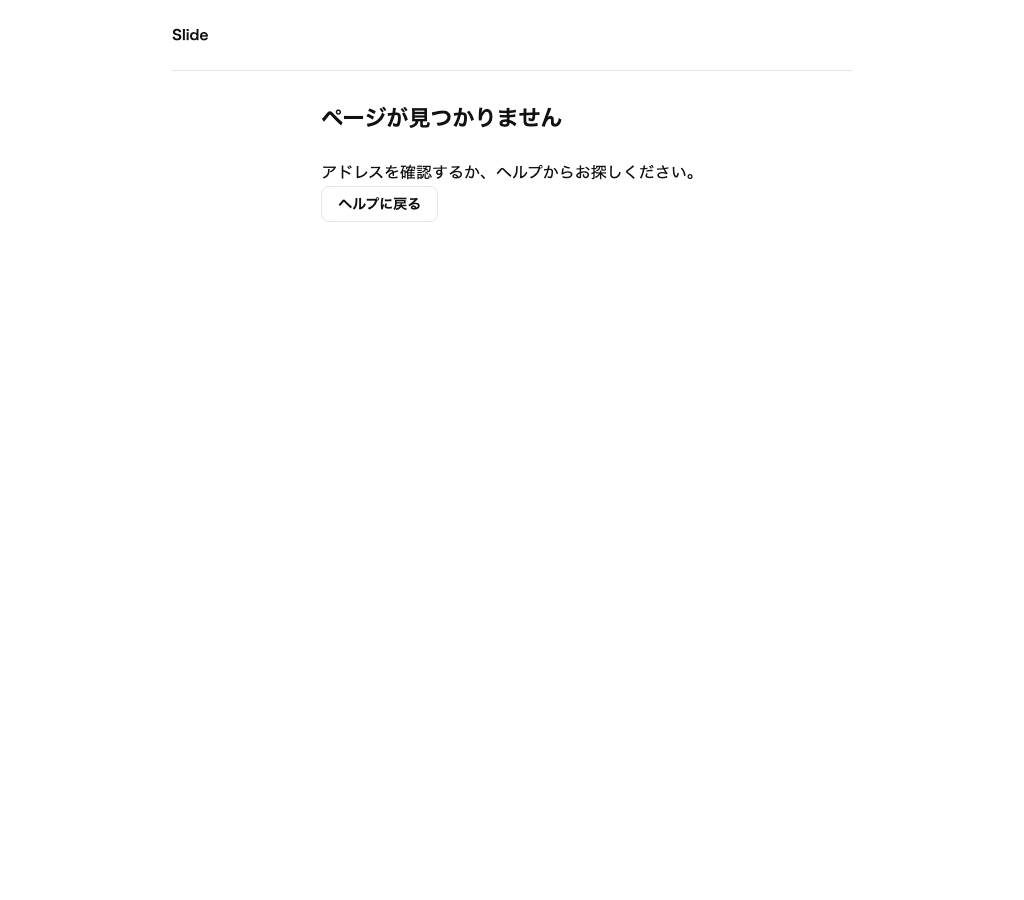 Slide
ページが見つかりません
アドレスを確認するか、ヘルプからお探しください。
ヘルプに戻る